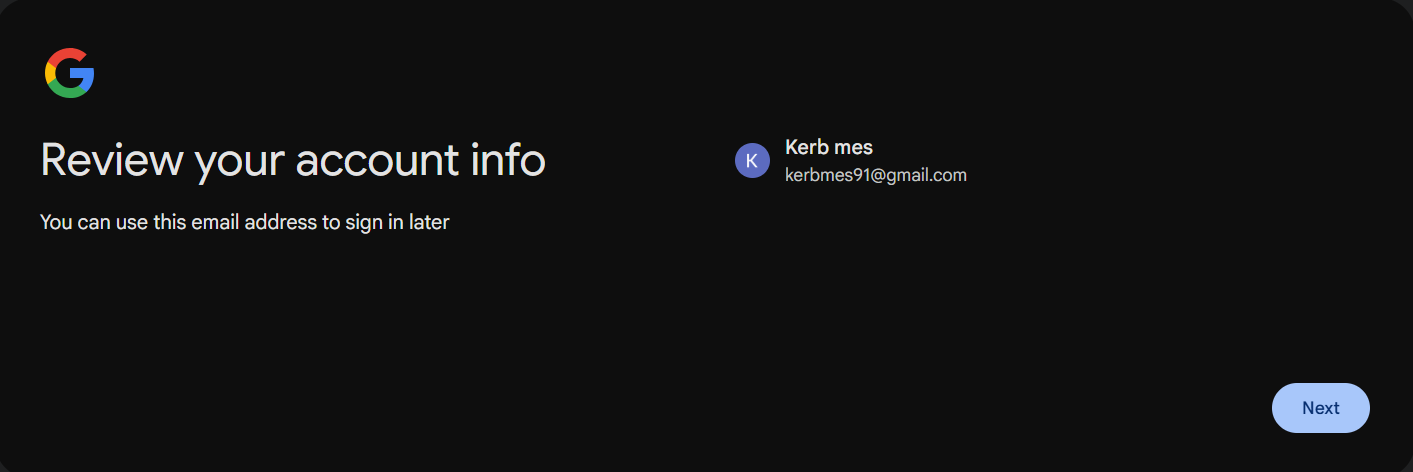 Review your account info
You can use this email address to sign in later
K
Kerb mes
kerbmes91@gmail.com
Next